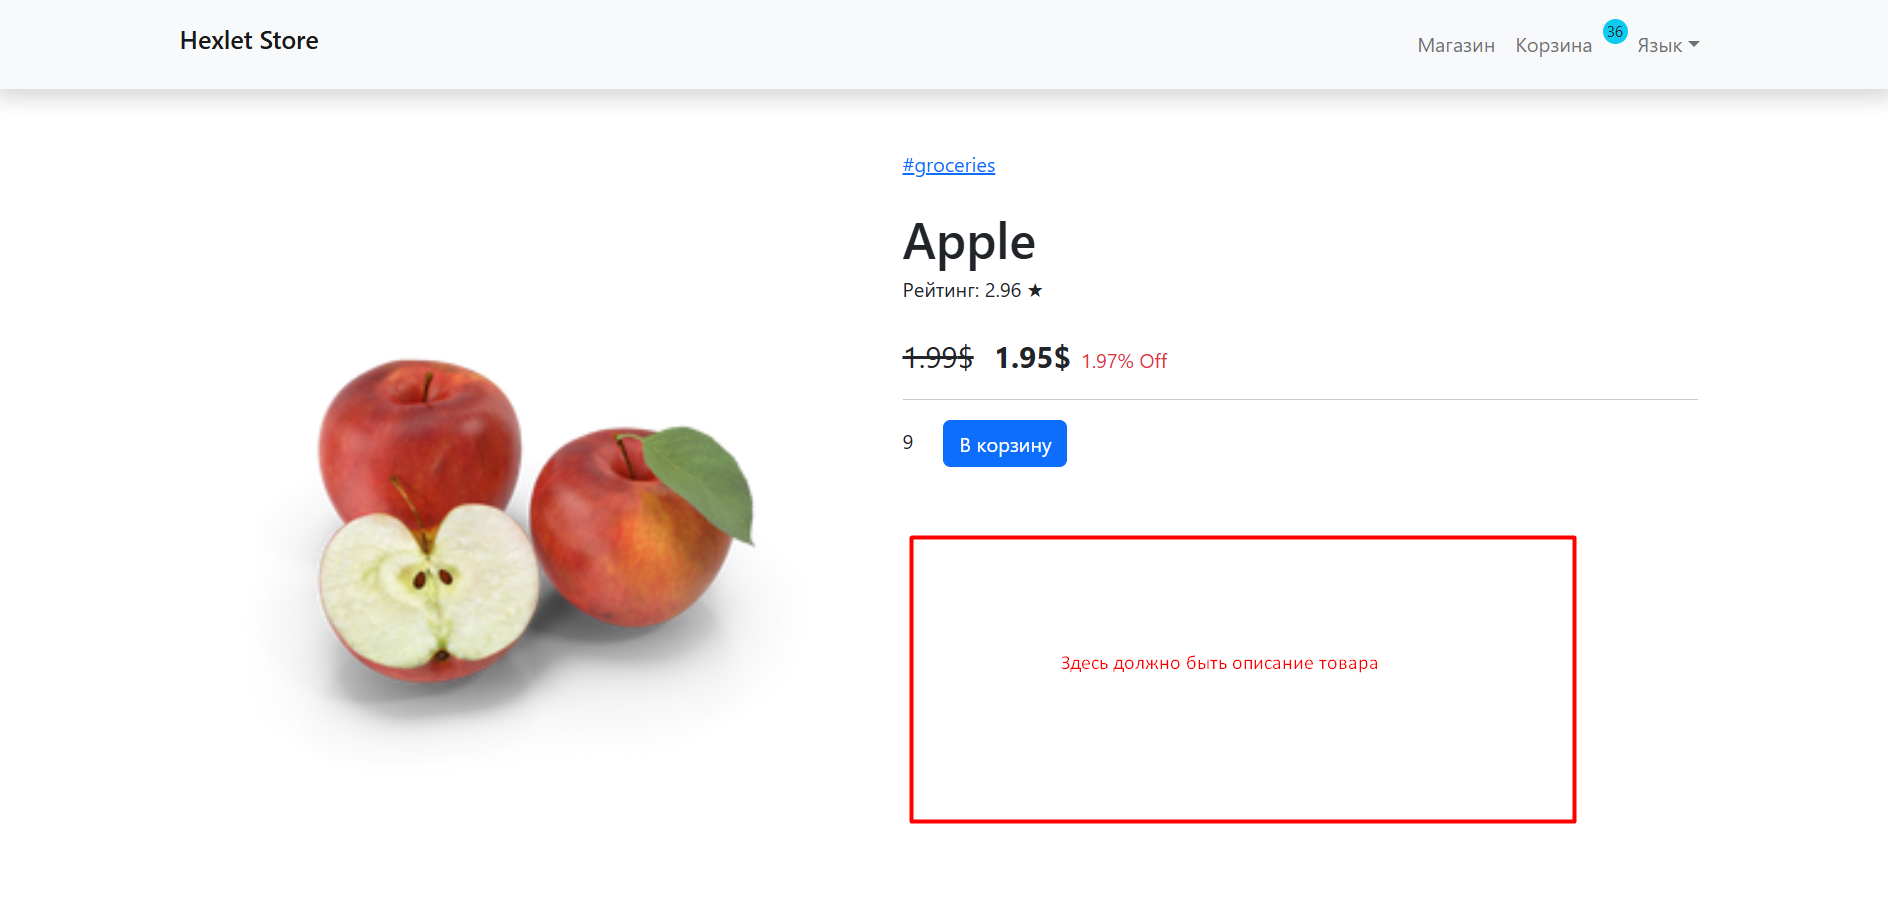 Hexlet Store
Магазин Корзина 36 Язык
#groceries
Apple
Рейтинг: 2.96 ★
1.99$ 1.95$ 1.97% Off
9 В корзину
Здесь должно быть описание товара